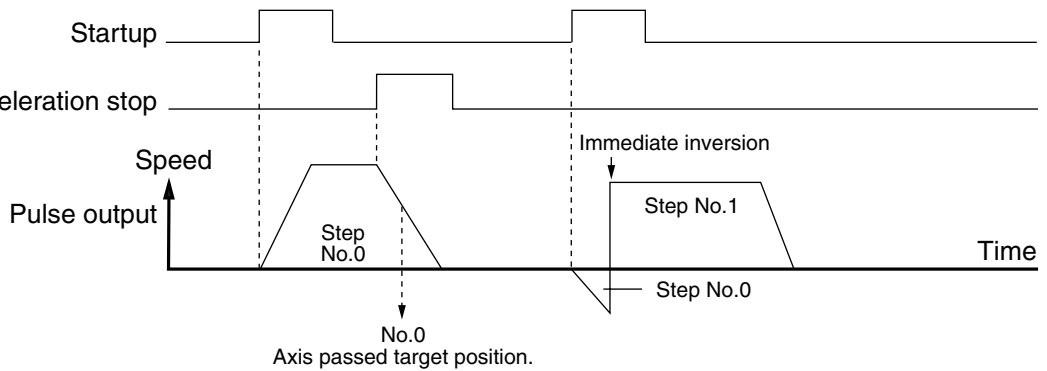 Startup
eleration stop
Immediate inversion
Speed
Pulse output
Step
No.0
Step No.1
Time
Step No.0
No.0
Axis passed target position.